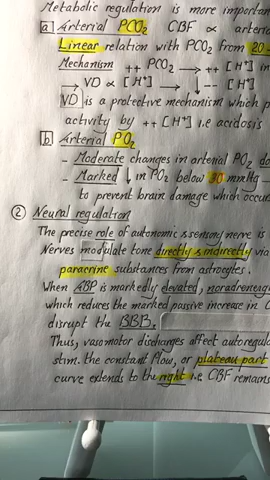 Metabolic regulation is more importan
a Arterial PCO2 CBF ∝ arteria
Linear relation with PCO2 from 20-
Mechanism ++ PCO2 → ++ [H+] in
→ VD ∝ [H+] → ↓ -- [H+]
VD is a protective mechanism which p
activity by ++ [H+] i.e acidosis
b Arterial PO2
- Moderate changes in arterial PO2 do
- Marked ↓ in PO2 below 30 mmHg
to prevent brain damage which occur
② Neural regulation
The precise role of autonomic & sensory nerve is
Nerves modulate tone directly & indirectly via
paracrine substances from astrocytes.
When ABP is markedly elevated, noradrenerg
which reduces the marked passive increase in C
disrupt the BBB.
Thus, vasomotor discharges affect autoregula
stim. the constant flow, or plateau part
curve extends to the right i.e CBF remains